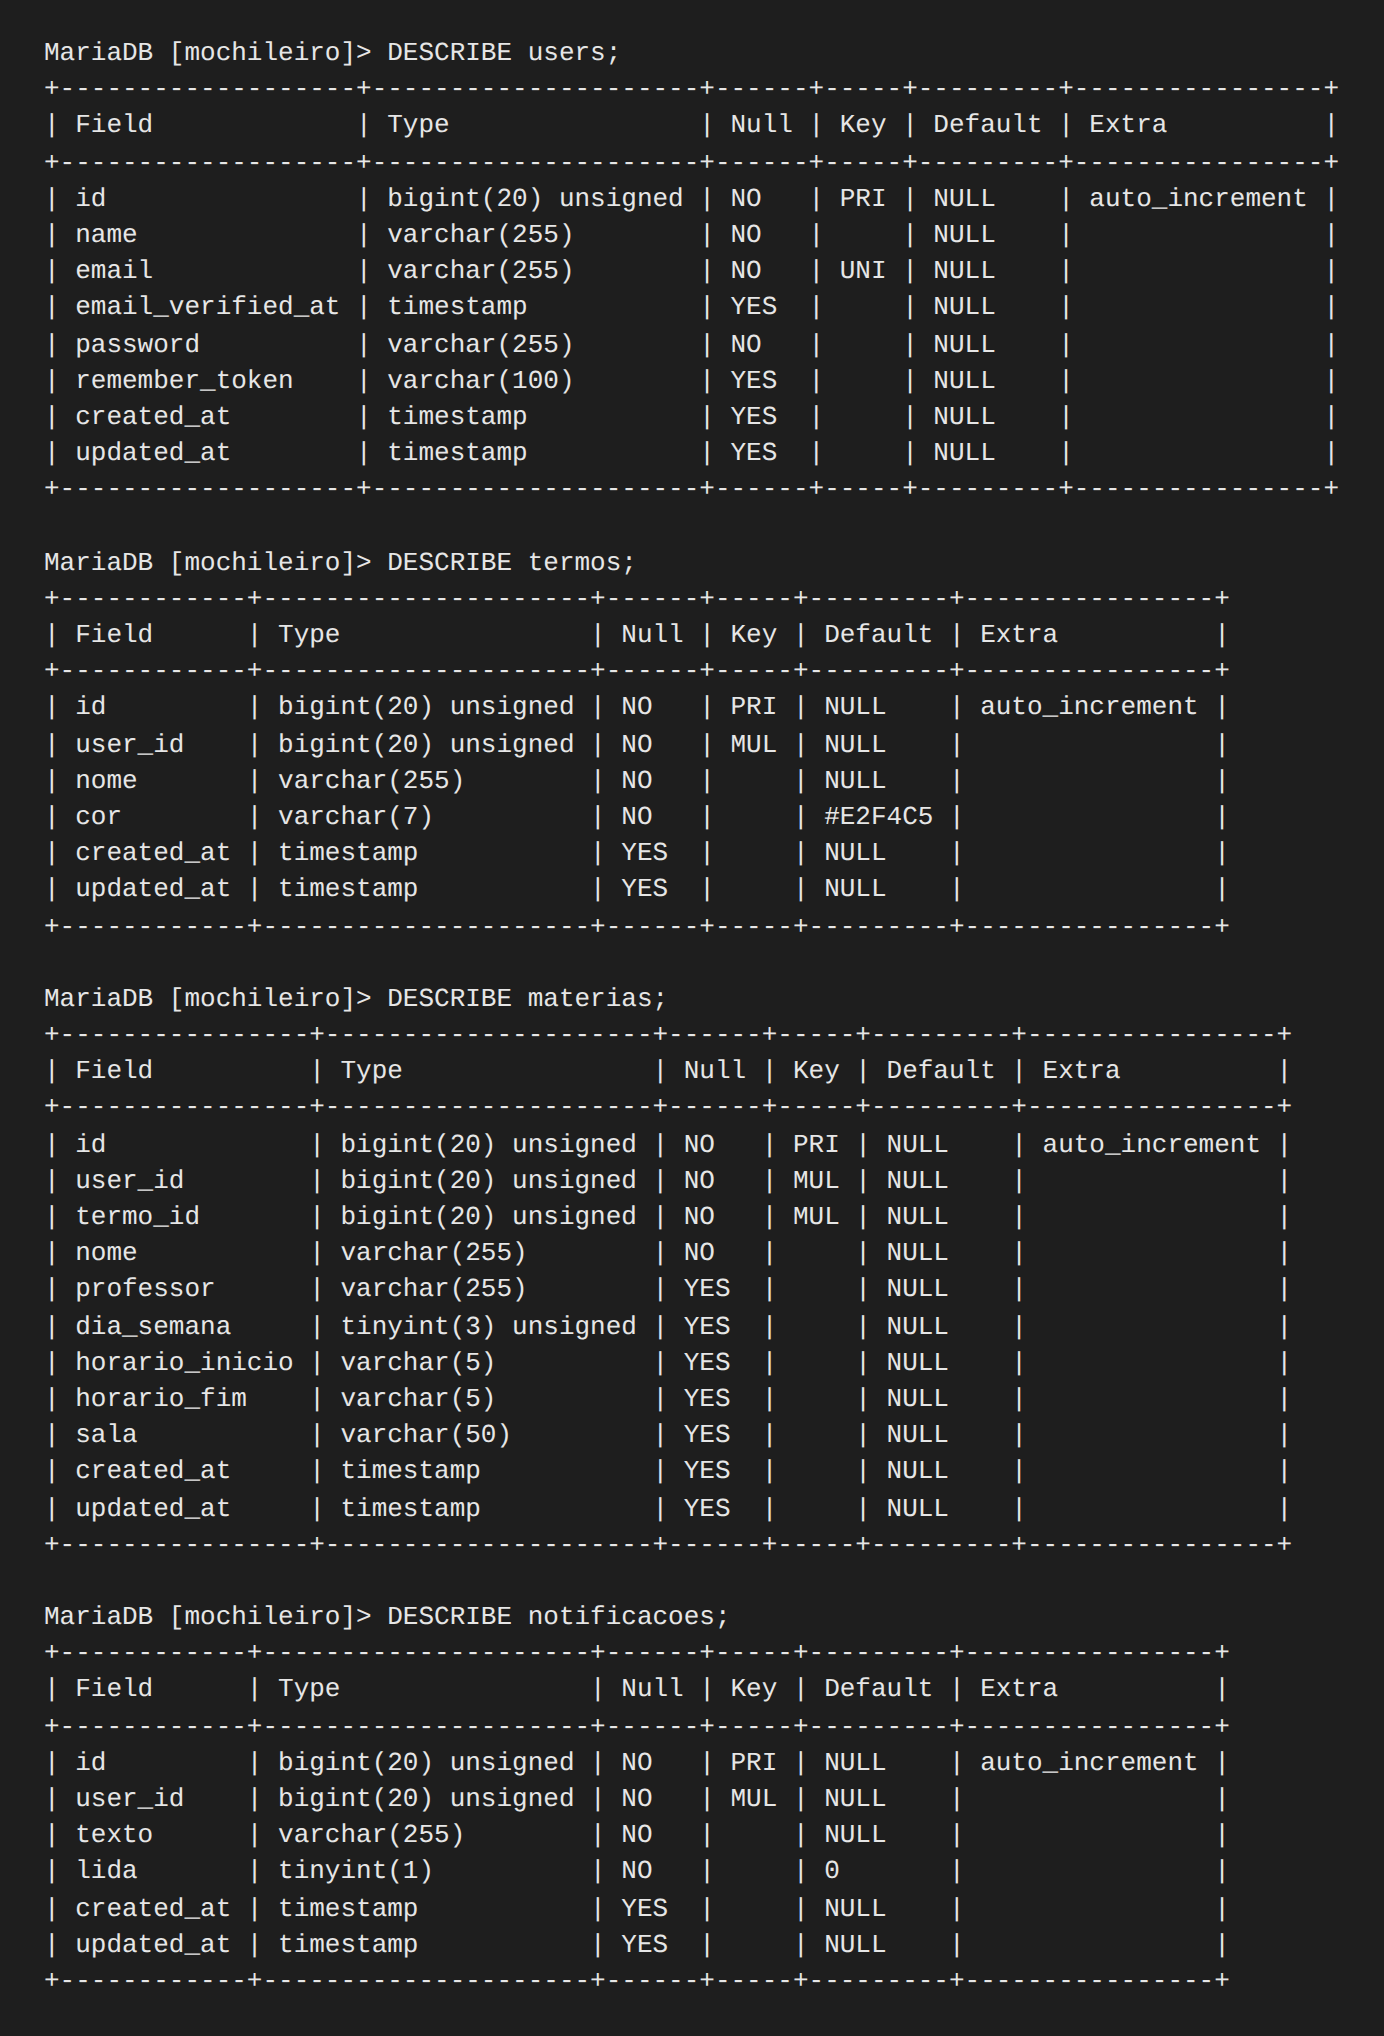 MariaDB [mochileiro]> DESCRIBE users;
+-------------------+---------------------+------+-----+---------+----------------+
| Field             | Type                | Null | Key | Default | Extra          |
+-------------------+---------------------+------+-----+---------+----------------+
| id                | bigint(20) unsigned | NO   | PRI | NULL    | auto_increment |
| name              | varchar(255)        | NO   |     | NULL    |                |
| email             | varchar(255)        | NO   | UNI | NULL    |                |
| email_verified_at | timestamp           | YES  |     | NULL    |                |
| password          | varchar(255)        | NO   |     | NULL    |                |
| remember_token    | varchar(100)        | YES  |     | NULL    |                |
| created_at        | timestamp           | YES  |     | NULL    |                |
| updated_at        | timestamp           | YES  |     | NULL    |                |
+-------------------+---------------------+------+-----+---------+----------------+

MariaDB [mochileiro]> DESCRIBE termos;
+------------+---------------------+------+-----+---------+----------------+
| Field      | Type                | Null | Key | Default | Extra          |
+------------+---------------------+------+-----+---------+----------------+
| id         | bigint(20) unsigned | NO   | PRI | NULL    | auto_increment |
| user_id    | bigint(20) unsigned | NO   | MUL | NULL    |                |
| nome       | varchar(255)        | NO   |     | NULL    |                |
| cor        | varchar(7)          | NO   |     | #E2F4C5 |                |
| created_at | timestamp           | YES  |     | NULL    |                |
| updated_at | timestamp           | YES  |     | NULL    |                |
+------------+---------------------+------+-----+---------+----------------+

MariaDB [mochileiro]> DESCRIBE materias;
+----------------+---------------------+------+-----+---------+----------------+
| Field          | Type                | Null | Key | Default | Extra          |
+----------------+---------------------+------+-----+---------+----------------+
| id             | bigint(20) unsigned | NO   | PRI | NULL    | auto_increment |
| user_id        | bigint(20) unsigned | NO   | MUL | NULL    |                |
| termo_id       | bigint(20) unsigned | NO   | MUL | NULL    |                |
| nome           | varchar(255)        | NO   |     | NULL    |                |
| professor      | varchar(255)        | YES  |     | NULL    |                |
| dia_semana     | tinyint(3) unsigned | YES  |     | NULL    |                |
| horario_inicio | varchar(5)          | YES  |     | NULL    |                |
| horario_fim    | varchar(5)          | YES  |     | NULL    |                |
| sala           | varchar(50)         | YES  |     | NULL    |                |
| created_at     | timestamp           | YES  |     | NULL    |                |
| updated_at     | timestamp           | YES  |     | NULL    |                |
+----------------+---------------------+------+-----+---------+----------------+

MariaDB [mochileiro]> DESCRIBE notificacoes;
+------------+---------------------+------+-----+---------+----------------+
| Field      | Type                | Null | Key | Default | Extra          |
+------------+---------------------+------+-----+---------+----------------+
| id         | bigint(20) unsigned | NO   | PRI | NULL    | auto_increment |
| user_id    | bigint(20) unsigned | NO   | MUL | NULL    |                |
| texto      | varchar(255)        | NO   |     | NULL    |                |
| lida       | tinyint(1)          | NO   |     | 0       |                |
| created_at | timestamp           | YES  |     | NULL    |                |
| updated_at | timestamp           | YES  |     | NULL    |                |
+------------+---------------------+------+-----+---------+----------------+